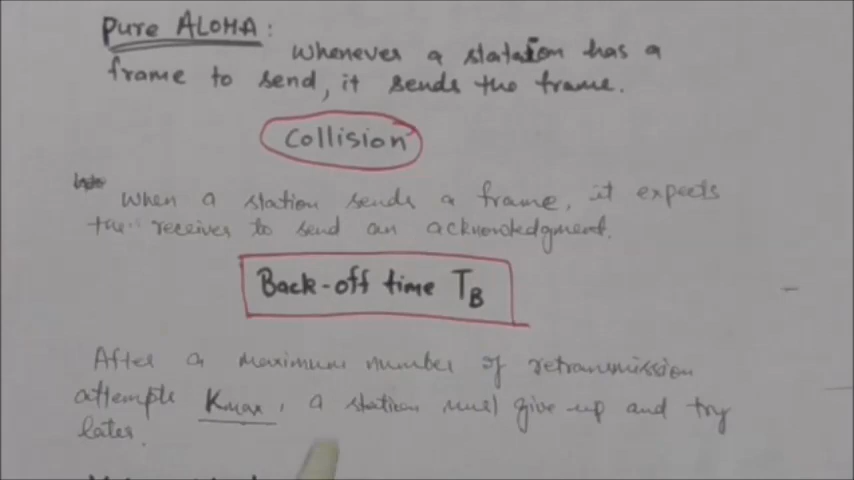 Pure ALOHA:
Whenever a station has a
frame to send, it sends the frame.
Collision
When a station sends a frame, it expects
the receiver to send an acknowledgment.
Back-off time TB
After a maximum number of retransmission
attempts Kmax, a station must give up and try
later.